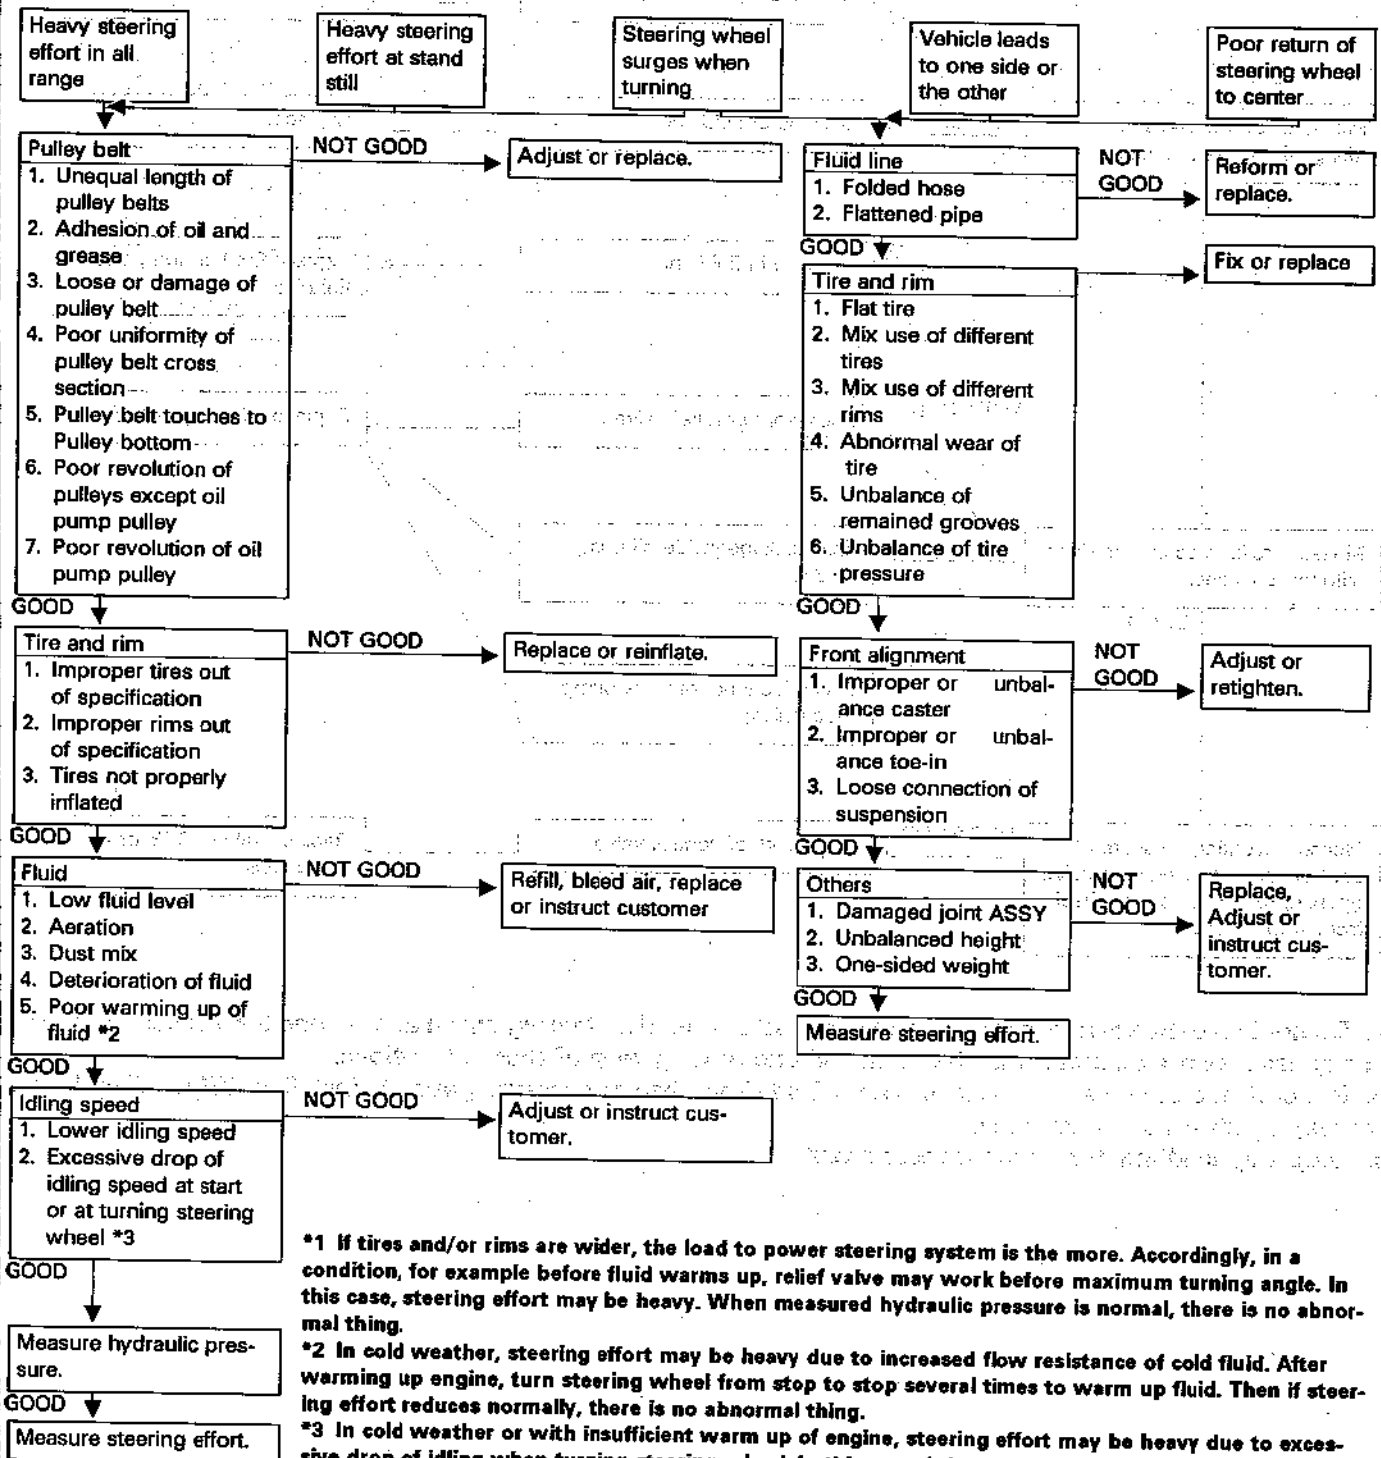 Heavy steering
effort in all
range
Heavy steering
effort at stand
still
Steering wheel
surges when
turning
Vehicle leads
to one side or
the other
Poor return of
steering wheel
to center
Pulley belt
1. Unequal length of
pulley belts
2. Adhesion of oil and
grease
3. Loose or damage of
pulley belt
4. Poor uniformity of
pulley belt cross
section
5. Pulley belt touches to
Pulley bottom
6. Poor revolution of
pulleys except oil
pump pulley
7. Poor revolution of oil
pump pulley
NOT GOOD
Adjust or replace.
GOOD
Tire and rim
1. Improper tires out
of specification
2. Improper rims out
of specification
3. Tires not properly
inflated
NOT GOOD
Replace or reinflate.
GOOD
Fluid
1. Low fluid level
2. Aeration
3. Dust mix
4. Deterioration of fluid
5. Poor warming up of
fluid *2
NOT GOOD
Refill, bleed air, replace
or instruct customer
GOOD
Idling speed
1. Lower idling speed
2. Excessive drop of
idling speed at start
or at turning steering
wheel *3
NOT GOOD
Adjust or instruct cus-
tomer.
GOOD
Measure hydraulic pres-
sure.
GOOD
Measure steering effort.
Fluid line
1. Folded hose
2. Flattened pipe
NOT
GOOD
Reform or
replace.
GOOD
Tire and rim
1. Flat tire
2. Mix use of different
tires
3. Mix use of different
rims
4. Abnormal wear of
tire
5. Unbalance of
remained grooves
6. Unbalance of tire
pressure
Fix or replace
GOOD
Front alignment
1. Improper or unbal-
ance caster
2. Improper or unbal-
ance toe-in
3. Loose connection of
suspension
NOT
GOOD
Adjust or
retighten.
GOOD
Others
1. Damaged joint ASSY
2. Unbalanced height
3. One-sided weight
NOT
GOOD
Replace,
Adjust or
instruct cus-
tomer.
GOOD
Measure steering effort.
*1 If tires and/or rims are wider, the load to power steering system is the more. Accordingly, in a
condition, for example before fluid warms up, relief valve may work before maximum turning angle. In
this case, steering effort may be heavy. When measured hydraulic pressure is normal, there is no abnor-
mal thing.
*2 In cold weather, steering effort may be heavy due to increased flow resistance of cold fluid. After
warming up engine, turn steering wheel from stop to stop several times to warm up fluid. Then if steer-
ing effort reduces normally, there is no abnormal thing.
*3 In cold weather or with insufficient warm up of engine, steering effort may be heavy due to exces-
sive drop of idling when turning steering